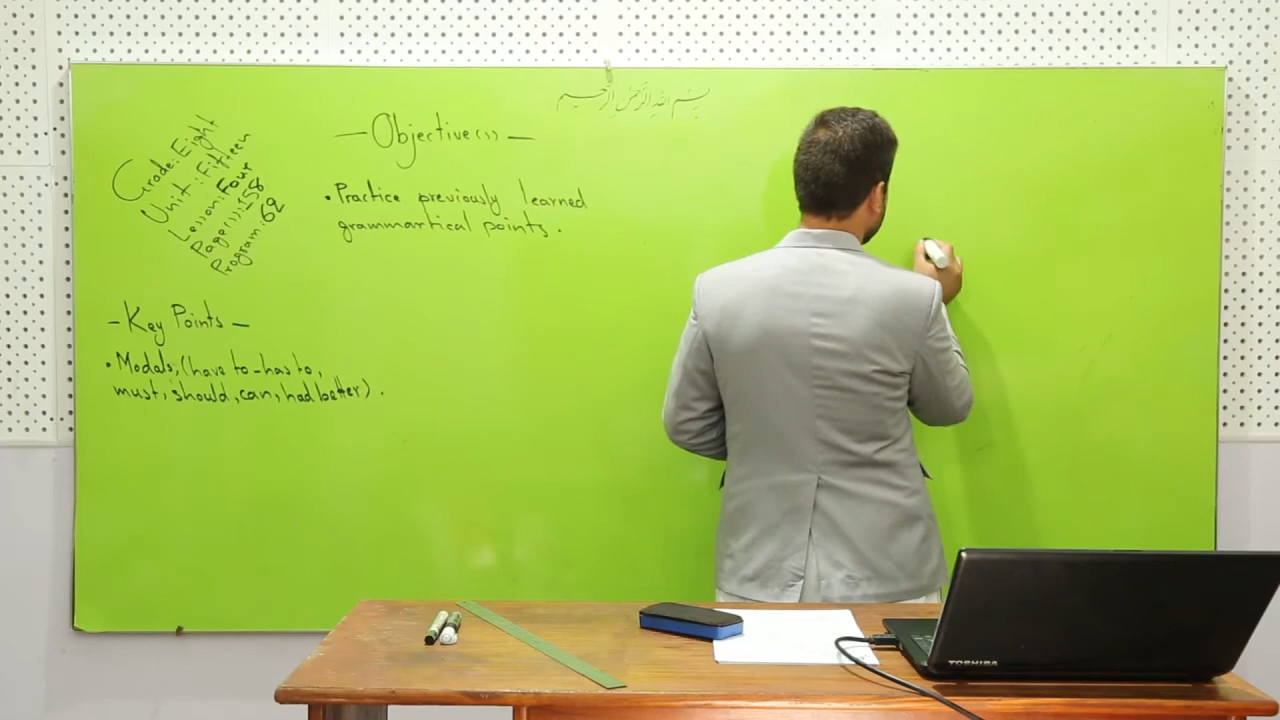 بسم الله الرحمن الرحيم
Grade: Eight
Unit: Fifteen
Lesson: Four
Page(s): 158
Program: 62
— Objective(s) —
• Practice previously learned
grammartical points.
— Key Points —
• Modals, (have to - has to,
must, should, can, had better).
TOSHIBA